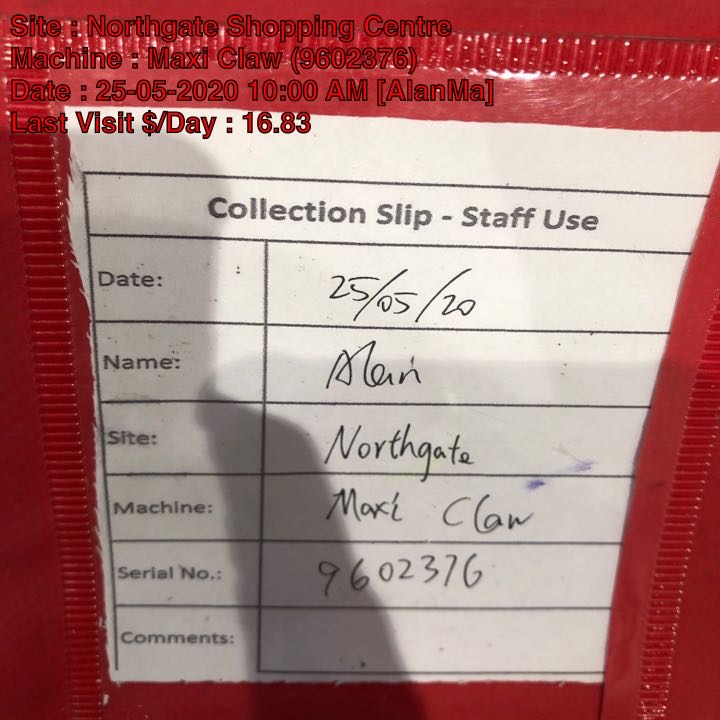 Site : Northgate Shopping Centre
Machine : Maxi Claw (9602376)
Date : 25-05-2020 10:00 AM [AlanMa]
Last Visit $/Day : 16.83
Collection Slip - Staff Use
Date: 25/05/20
Name: Alan
Site: Northgate
Machine: Maxi Claw
Serial No.: 9602376
Comments: